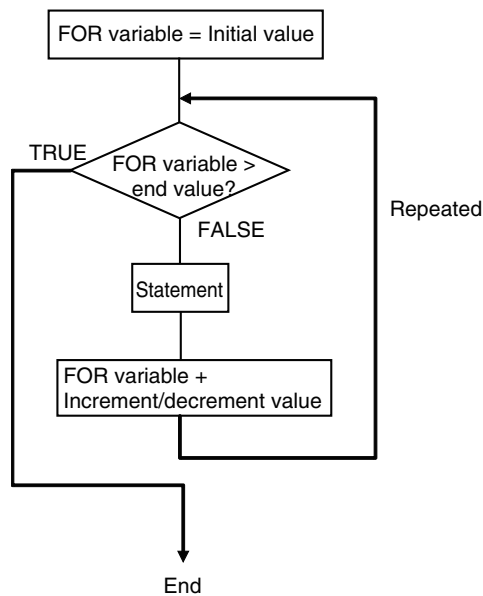 FOR variable = Initial value
TRUE
FOR variable >
end value?
Repeated
FALSE
Statement
FOR variable +
Increment/decrement value
End